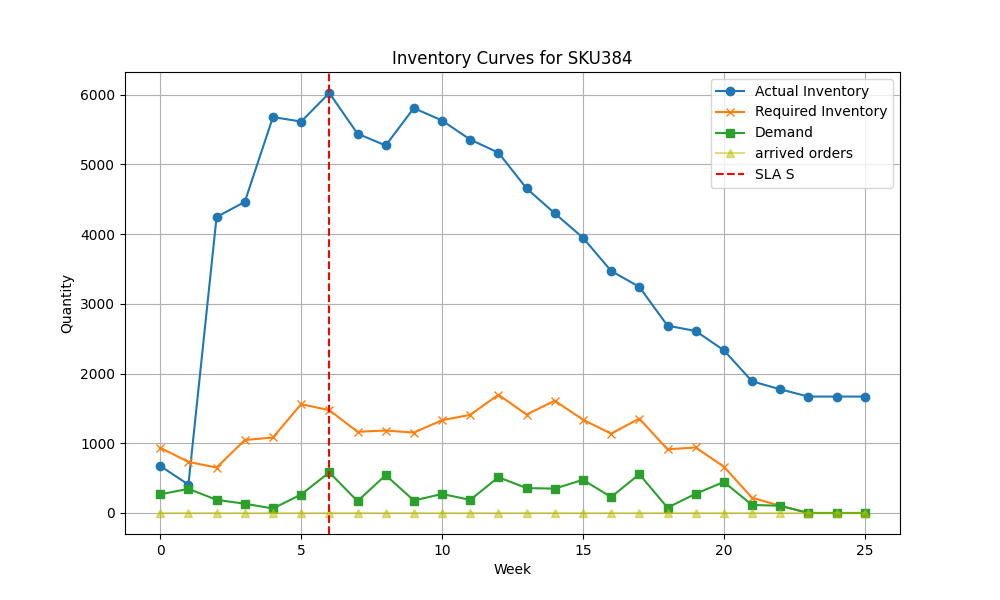 Inventory Curves for SKU384
Actual Inventory
Required Inventory
Demand
arrived orders
SLA S
Quantity
6000
5000
4000
3000
2000
1000
0
0 5 10 15 20 25
Week